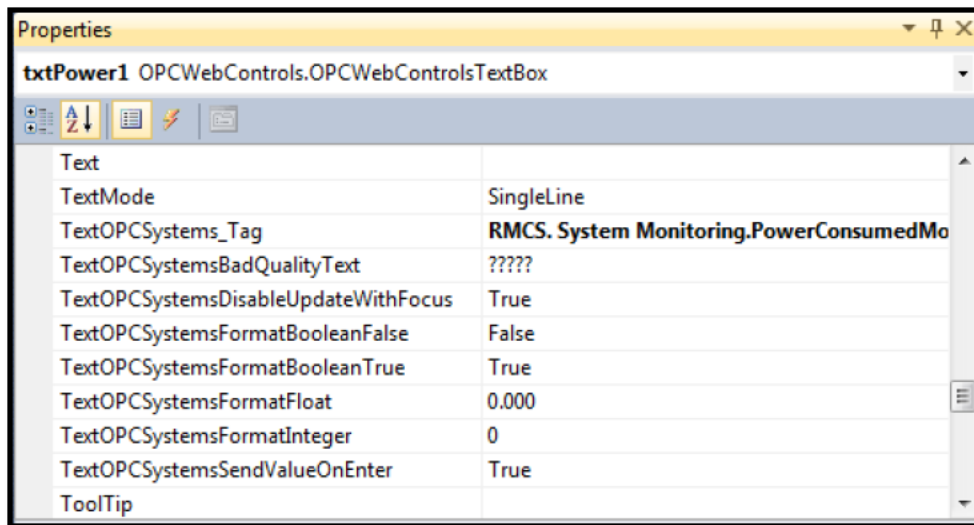 Properties
txtPower1 OPCWebControls.OPCWebControlsTextBox
Text
TextMode SingleLine
TextOPCSystems_Tag RMCS. System Monitoring.PowerConsumedMo
TextOPCSystemsBadQualityText ?????
TextOPCSystemsDisableUpdateWithFocus True
TextOPCSystemsFormatBooleanFalse False
TextOPCSystemsFormatBooleanTrue True
TextOPCSystemsFormatFloat 0.000
TextOPCSystemsFormatInteger 0
TextOPCSystemsSendValueOnEnter True
ToolTip